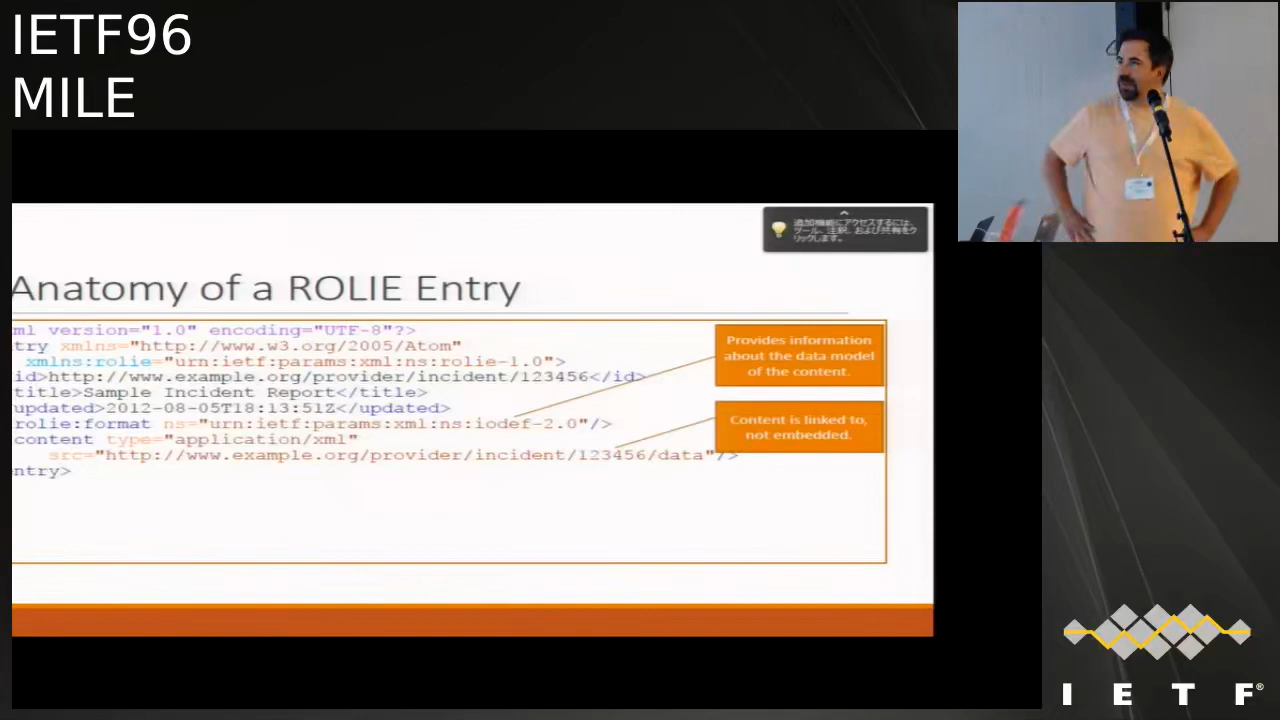 IETF96
MILE
追加機能にアクセスするには、
ツール、注釈、および共有をク
リックします。
Anatomy of a ROLIE Entry
ml version="1.0" encoding="UTF-8"?>
try xmlns="http://www.w3.org/2005/Atom"
xmlns:rolie="urn:ietf:params:xml:ns:rolie-1.0">
id>http://www.example.org/provider/incident/123456</id>
title>Sample Incident Report</title>
updated>2012-08-05T18:13:51Z</updated>
rolie:format ns="urn:ietf:params:xml:ns:iodef-2.0"/>
content type="application/xml"
src="http://www.example.org/provider/incident/123456/data"/>
ntry>
Provides information
about the data model
of the content.
Content is linked to,
not embedded.
I E T F®